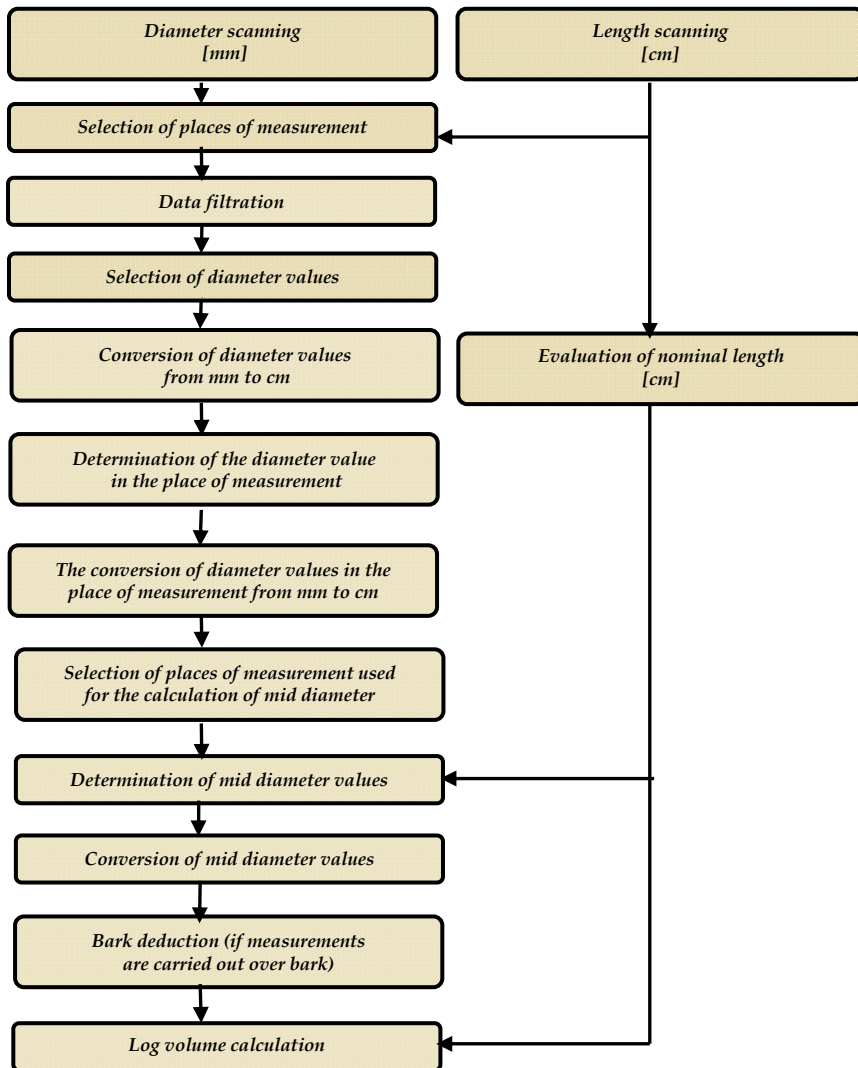 Diameter scanning
[mm]
Length scanning
[cm]
Selection of places of measurement
Data filtration
Selection of diameter values
Conversion of diameter values
from mm to cm
Evaluation of nominal length
[cm]
Determination of the diameter value
in the place of measurement
The conversion of diameter values in the
place of measurement from mm to cm
Selection of places of measurement used
for the calculation of mid diameter
Determination of mid diameter values
Conversion of mid diameter values
Bark deduction (if measurements
are carried out over bark)
Log volume calculation